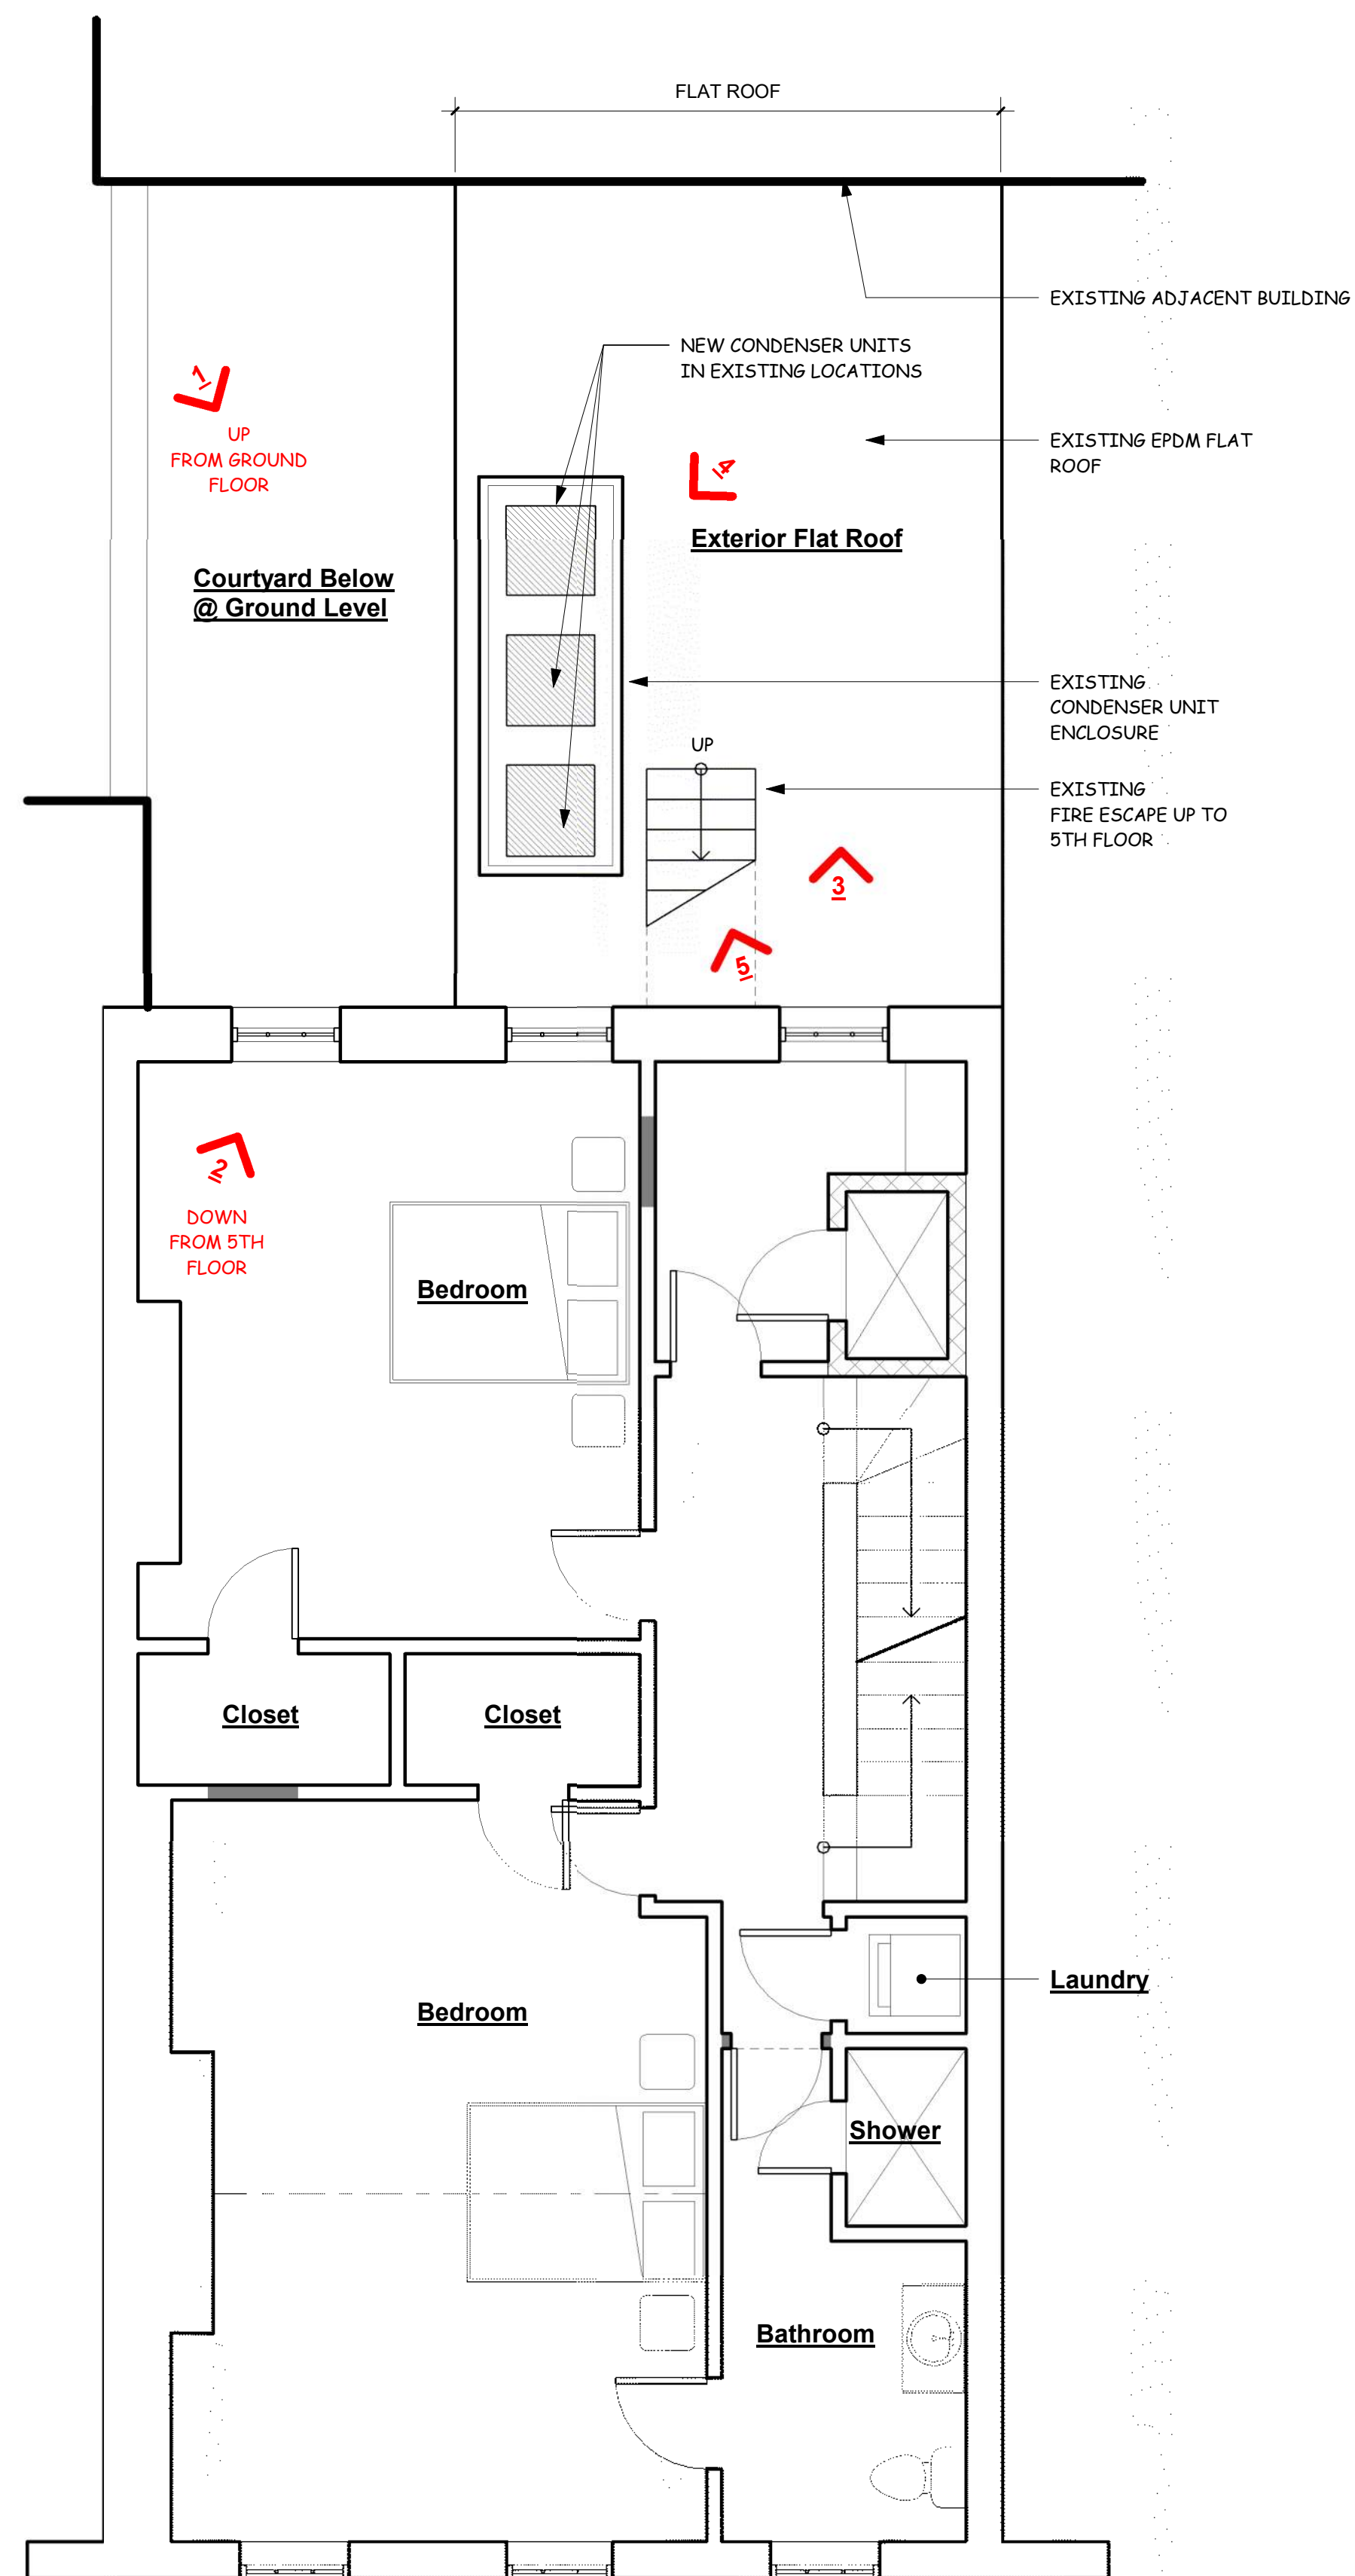 FLAT ROOF
EXISTING ADJACENT BUILDING
NEW CONDENSER UNITS
IN EXISTING LOCATIONS
1
UP
FROM GROUND
FLOOR
EXISTING EPDM FLAT
ROOF
4
Exterior Flat Roof
Courtyard Below
@ Ground Level
EXISTING
CONDENSER UNIT
ENCLOSURE
UP
EXISTING
FIRE ESCAPE UP TO
5TH FLOOR
3
5
2
DOWN
FROM 5TH
FLOOR
Bedroom
Closet
Closet
Laundry
Bedroom
Shower
Bathroom